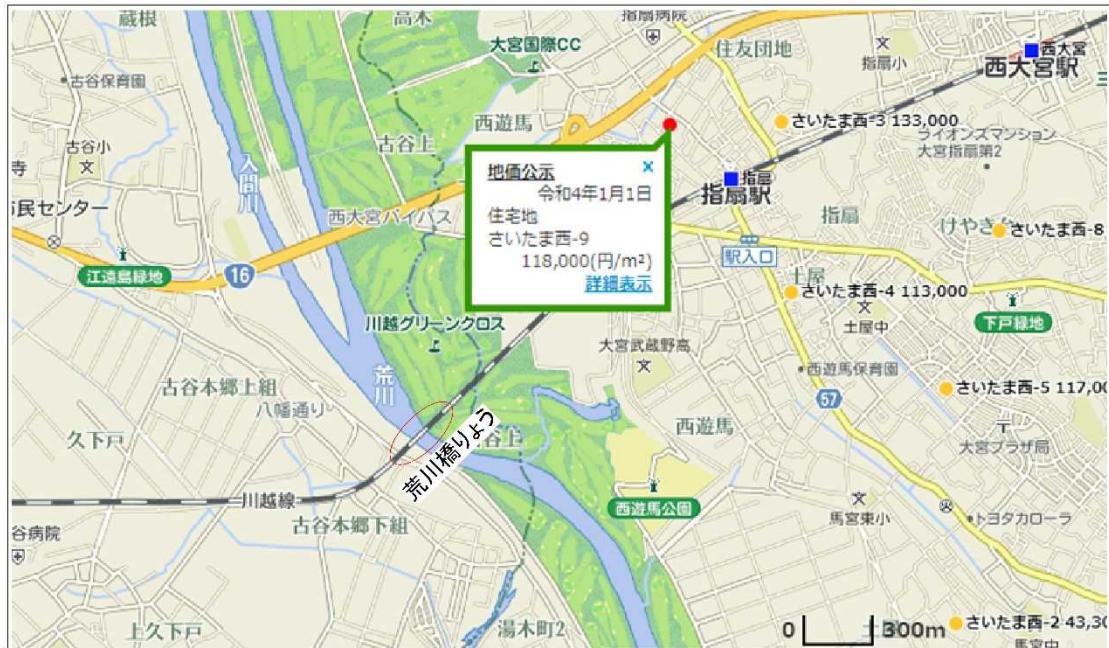 蔵根
高木
指扇病院
住友団地
西大宮
西大宮駅
大宮国際CC
指扇小
古谷保育園
古谷上
西遊馬
さいたま西-3 133,000
ライオンズマンション
大宮指扇第2
古谷小
寺
入間川
地価公示
×
令和4年1月1日
住宅地
さいたま西-9
118,000(円/m²)
詳細表示
指扇
指扇駅
市民センター
西大宮バイパス
指扇
けやき台
さいたま西-8
駅入口
16
江遠島緑地
土屋
さいたま西-4 113,000
下戸緑地
土屋中
川越グリーンクロス
大宮武蔵野高
西遊馬保育園
荒川
古谷本郷上組
八幡通り
57
さいたま西-5 117,00
久下戸
荒川橋りょう
古谷上
西遊馬
大宮プラザ局
川越線
西遊馬公園
馬宮東小
トヨタカローラ
谷病院
古谷本郷下組
上久下戸
湯木町2
0
300m
さいたま西-2 43,30
馬宮中